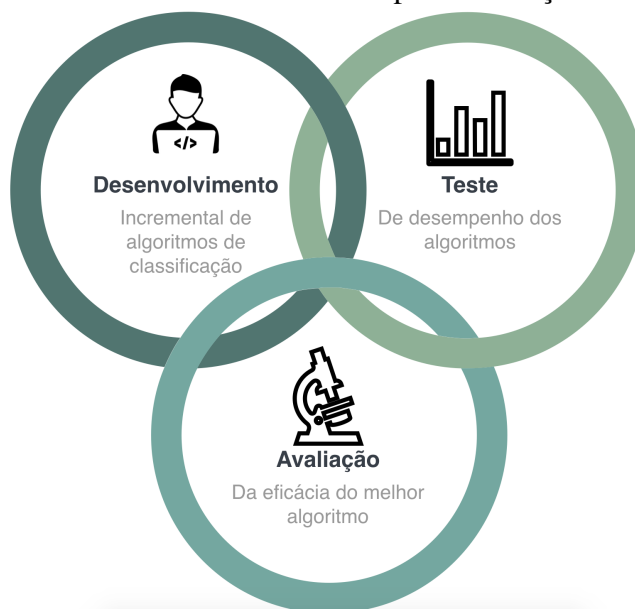 </>
Desenvolvimento
Incremental de
algoritmos de
classificação
Teste
De desempenho dos
algoritmos
Avaliação
Da eficácia do melhor
algoritmo